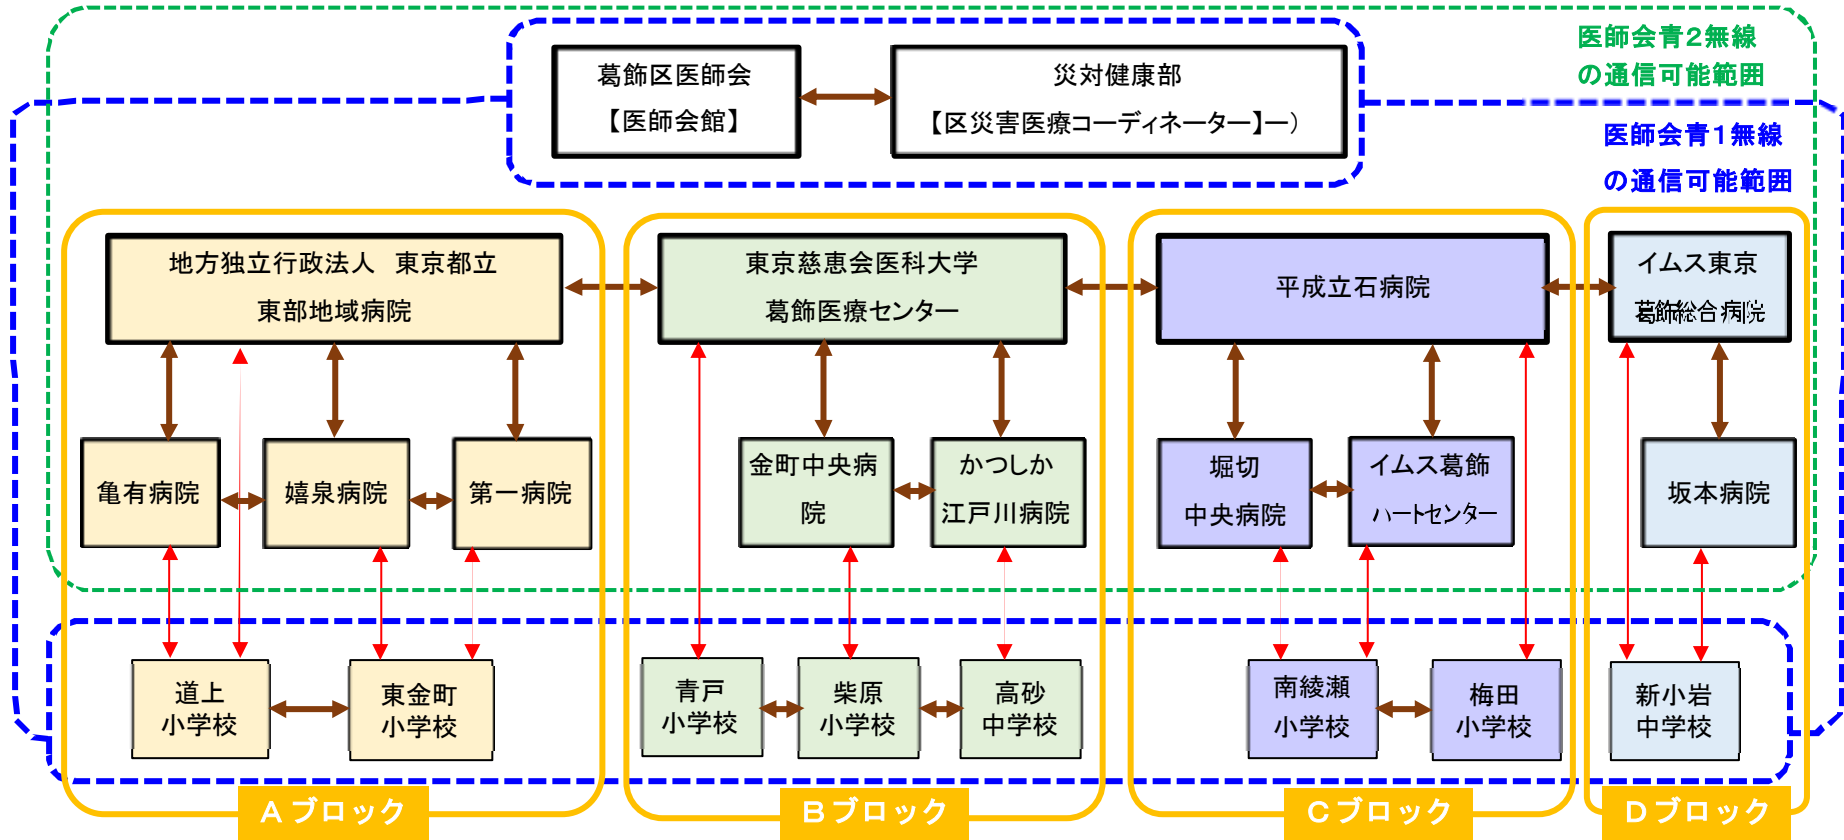 医師会青2無線
の通信可能範囲
葛飾区医師会
【医師会館】
災対健康部
【区災害医療コーディネーター】ー）
医師会青1無線
の通信可能範囲
地方独立行政法人　東京都立
東部地域病院
東京慈恵会医科大学
葛飾医療センター
平成立石病院
イムス東京
葛飾総合病院
亀有病院
嬉泉病院
第一病院
金町中央病
院
かつしか
江戸川病院
堀切
中央病院
イムス葛飾
ハートセンター
坂本病院
道上
小学校
東金町
小学校
青戸
小学校
柴原
小学校
高砂
中学校
南綾瀬
小学校
梅田
小学校
新小岩
中学校
Aブロック
Bブロック
Cブロック
Dブロック